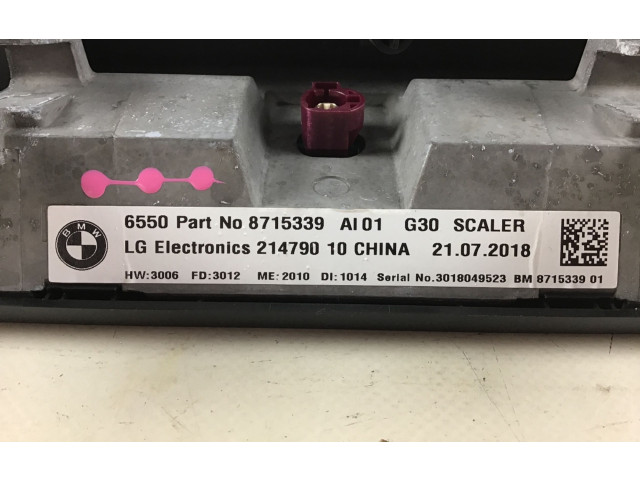 BMW
6550 Part No 8715339 AI 01 G30 SCALER
LG Electronics 214790 10 CHINA 21.07.2018
HW:3006 FD:3012 ME:2010 DI:1014 Serial No.3018049523 BM 8715339 01